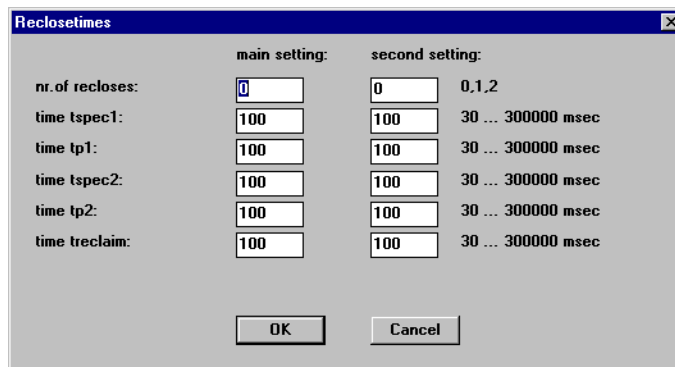 Reclosetimes
main setting: second setting:
nr.of recloses: 0 0 0,1,2
time tspec1: 100 100 30 ... 300000 msec
time tp1: 100 100 30 ... 300000 msec
time tspec2: 100 100 30 ... 300000 msec
time tp2: 100 100 30 ... 300000 msec
time treclaim: 100 100 30 ... 300000 msec
OK Cancel